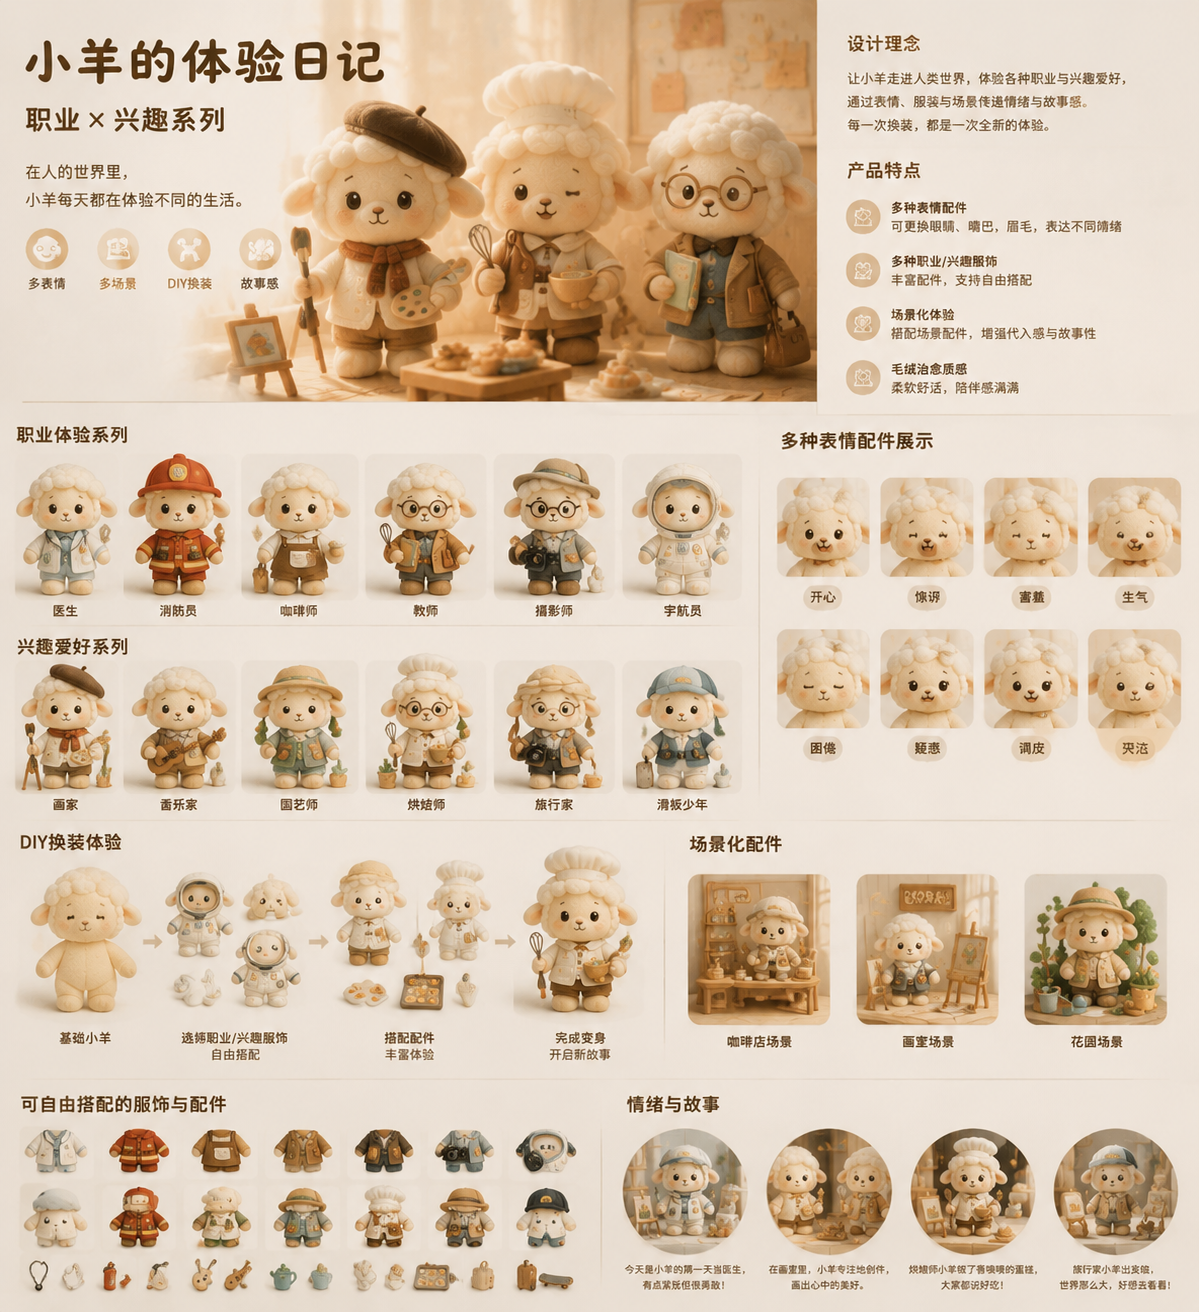 小羊的体验日记
职业 × 兴趣系列
在人的世界里，
小羊每天都在体验不同的生活。
多表情
多场景
DIY换装
故事感
设计理念
让小羊走进人类世界，体验各种职业与兴趣爱好，
通过表情、服装与场景传递情绪与故事感。
每一次换装，都是一次全新的体验。
产品特点
多种表情配件
可更换眼睛、嘴巴，眉毛，表达不同情绪
多种职业/兴趣服饰
丰富配件，支持自由搭配
场景化体验
搭配场景配件，增强代入感与故事性
毛绒治愈质感
柔软舒适，陪伴感满满
职业体验系列
医生
消防员
咖啡师
教师
摄影师
宇航员
兴趣爱好系列
画家
音乐家
园艺师
烘焙师
旅行家
滑板少年
多种表情配件展示
开心
惊讶
害羞
生气
困倦
疑惑
调皮
DIY换装体验
基础小羊
选择职业/兴趣服饰
自由搭配
搭配配件
丰富体验
完成变身
开启新故事
场景化配件
咖啡店场景
画室场景
花园场景
可自由搭配的服饰与配件
情绪与故事
今天是小羊的第一天当医生，
有点紧张但很勇敢！
在画室里，小羊专注地创作，
画出心中的美好。
烘焙师小羊做了香喷喷的蛋糕，
大家都说好吃！
旅行家小羊出发啦，
世界那么大，好想去看看！